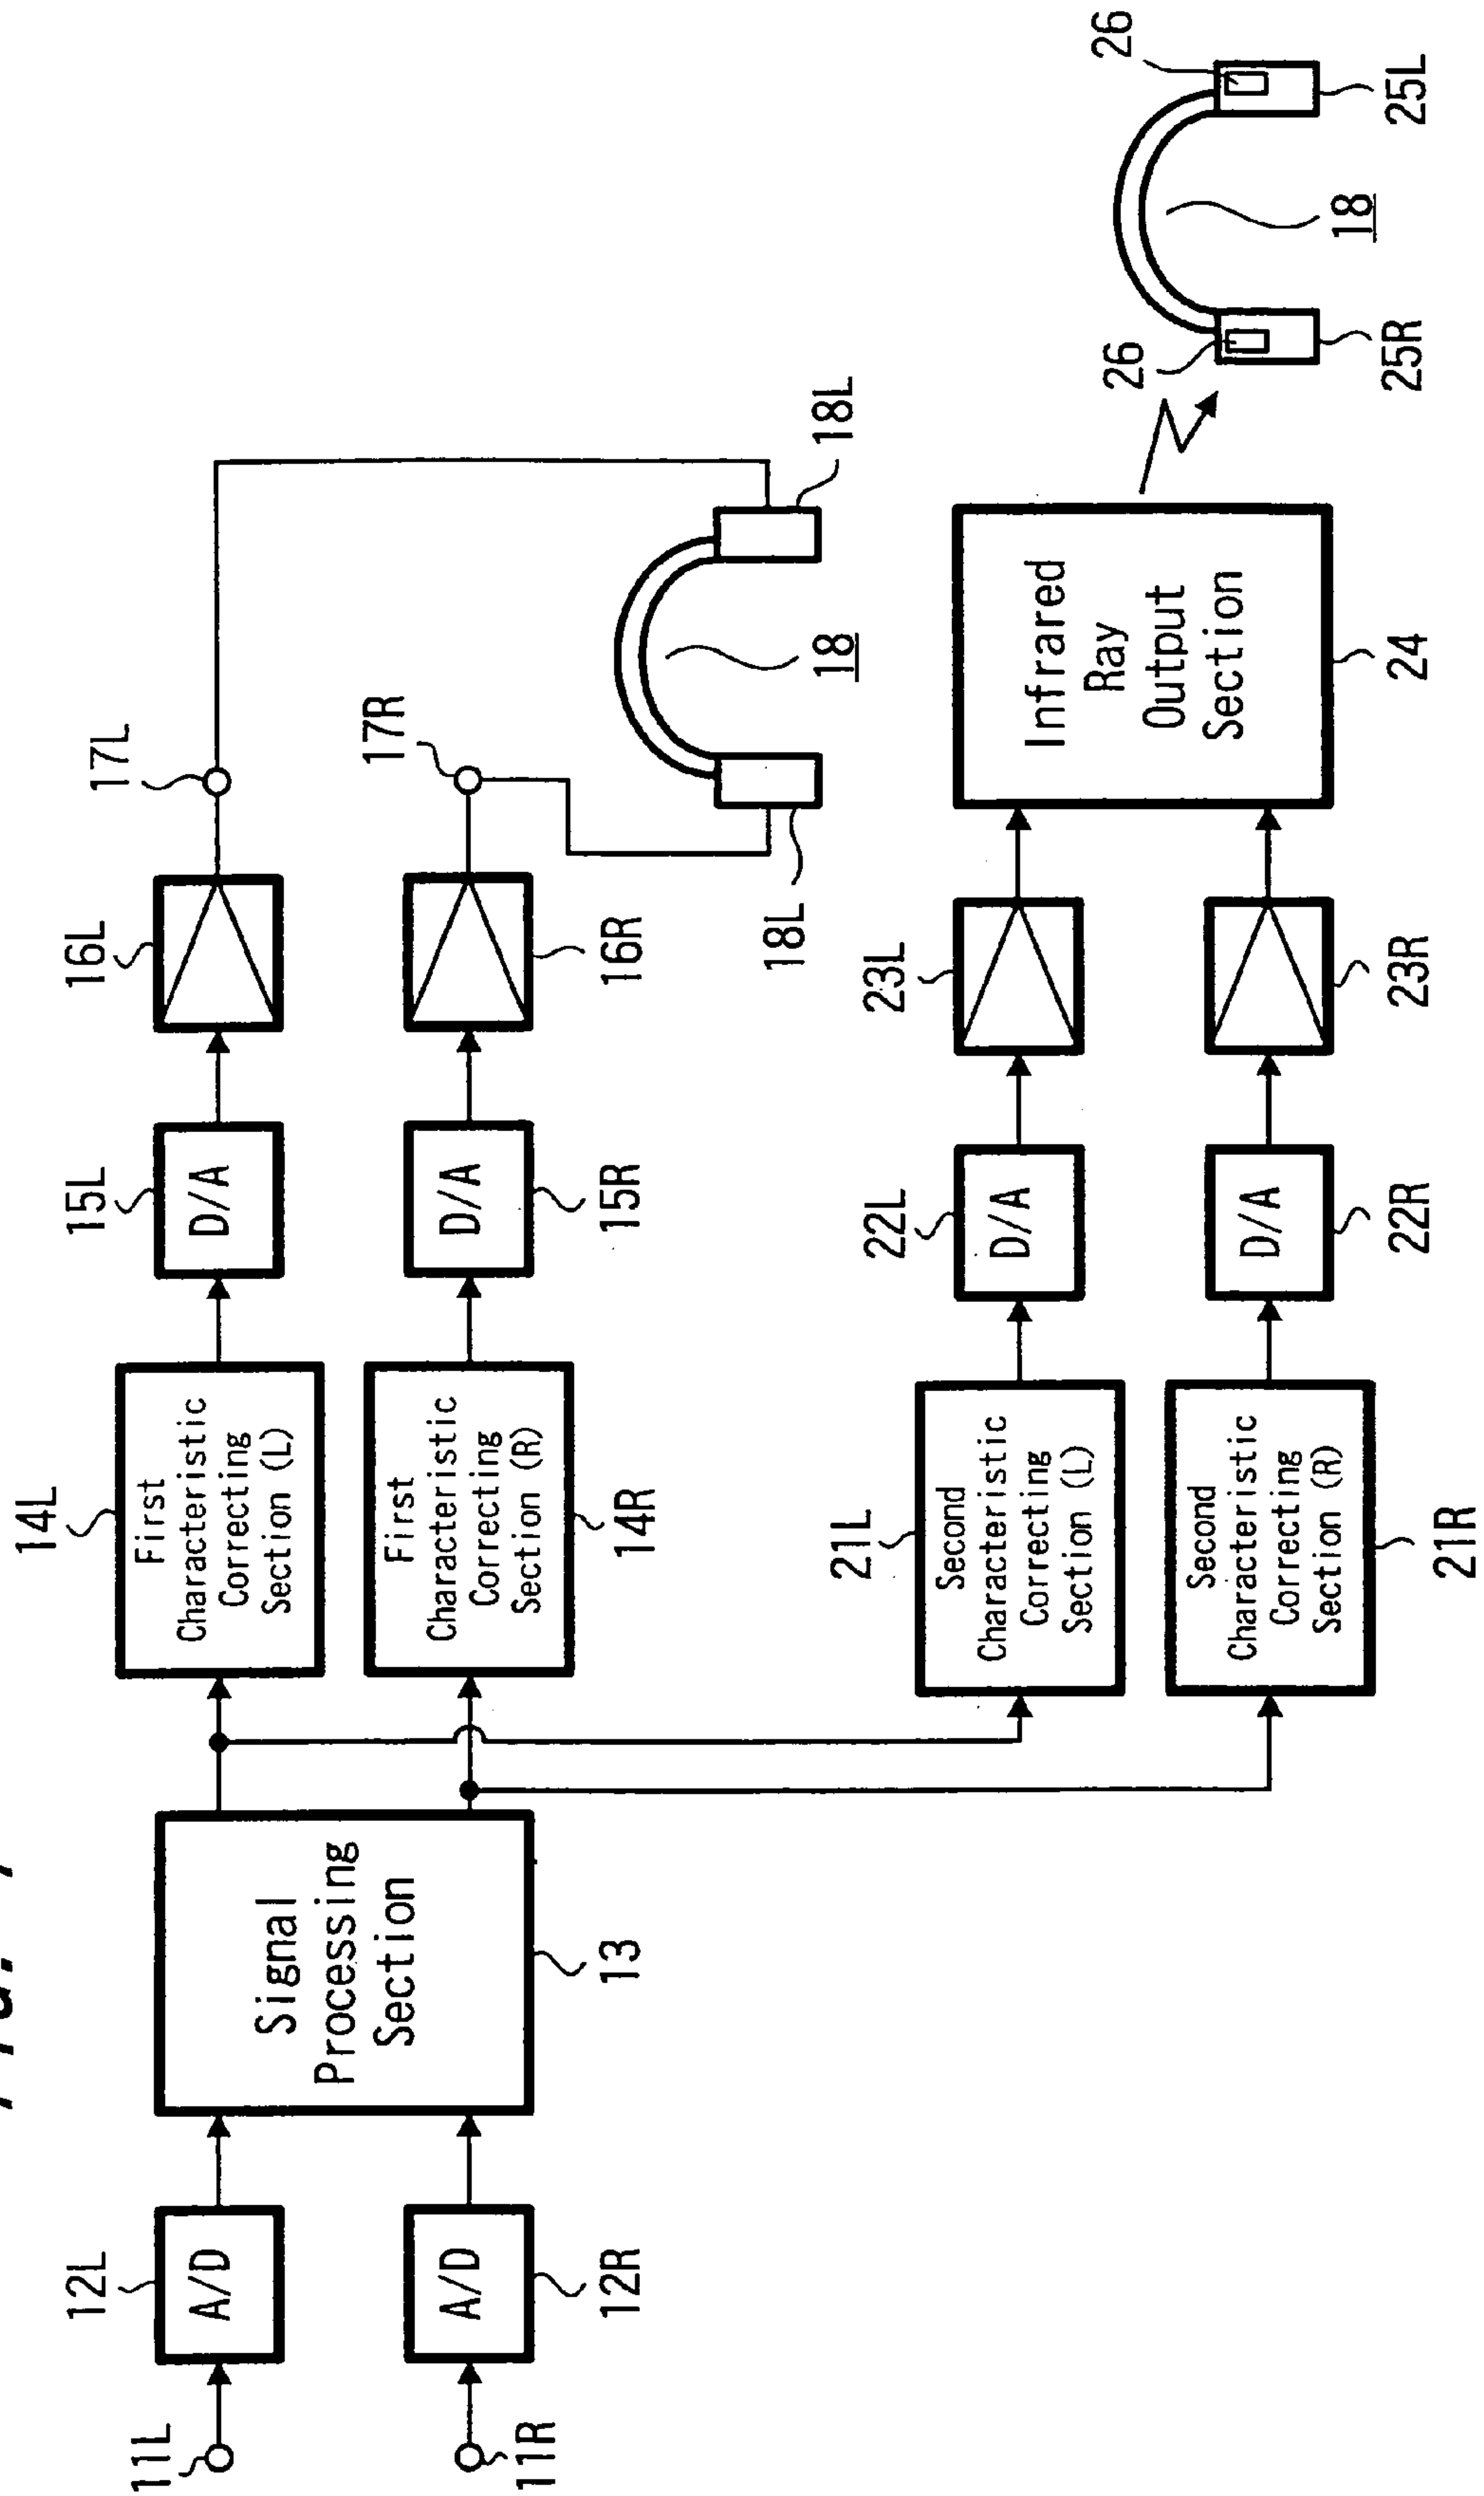 11L
12L
A/D
11R
12R
A/D
Signal
Processing
Section
13
14L
First
Characteristic
Correcting
Section (L)
First
Characteristic
Correcting
Section (R)
14R
15L
D/A
D/A
15R
16L
16R
17L
17R
18L
18
18L
21L
Second
Characteristic
Correcting
Section (L)
Second
Characteristic
Correcting
Section (R)
21R
22L
D/A
D/A
22R
23L
23R
Infrared
Ray
Output
Section
24
26
25R
18
26
25L